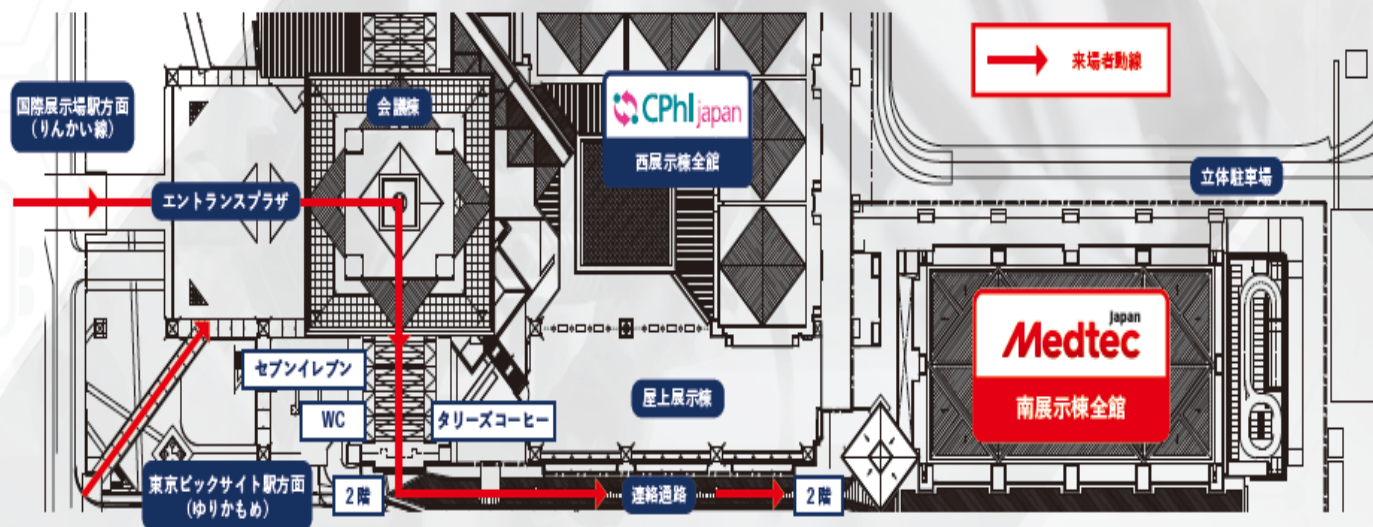 来場者動線
国際展示場駅方面
(りんかい線)
会議棟
CPhI japan
西展示棟全館
立体駐車場
エントランスプラザ
japan
Medtec
南展示棟全館
セブンイレブン
WC
タリーズコーヒー
屋上展示棟
東京ビックサイト駅方面
(ゆりかもめ)
2階
連絡通路
2階